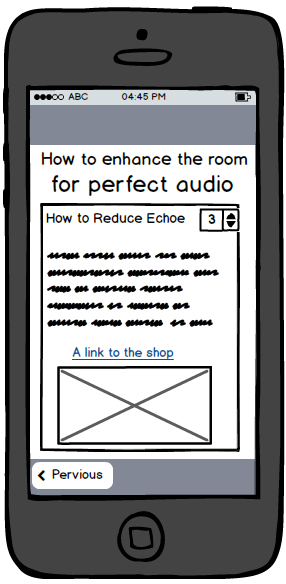 ABC 04:45 PM
How to enhance the room
for perfect audio
How to Reduce Echoe 3
A link to the shop
Pervious